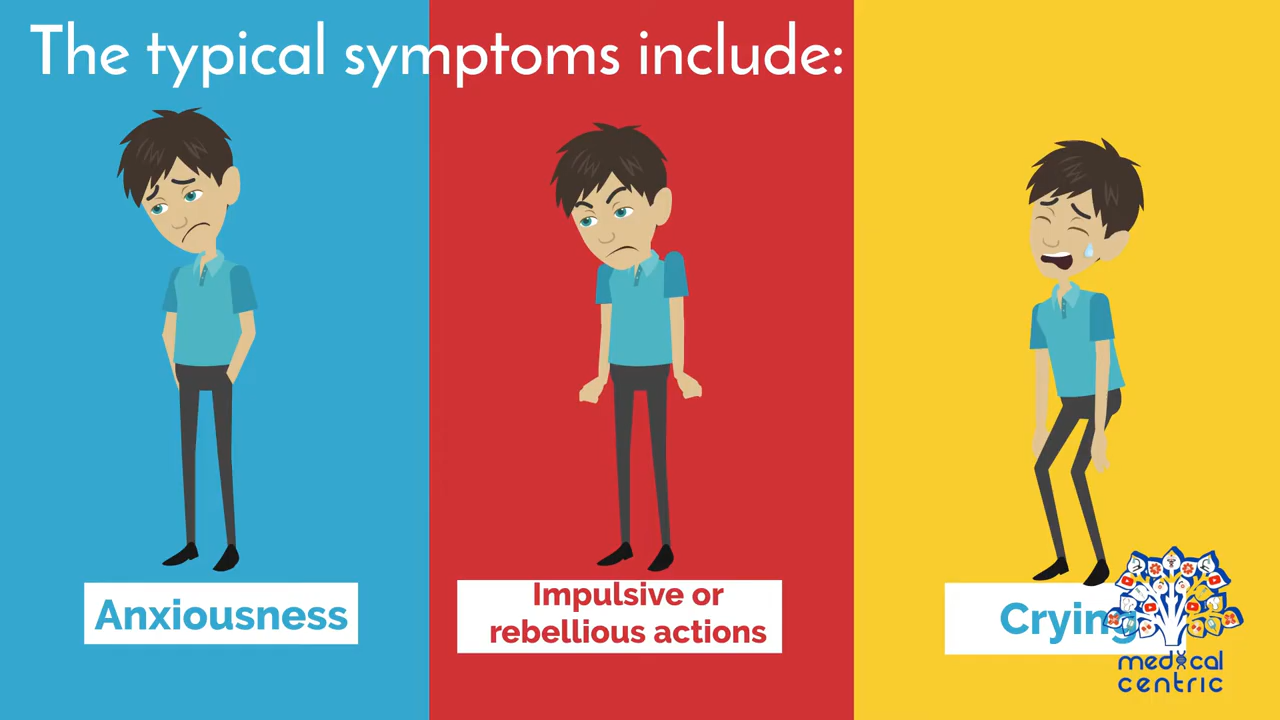 The typical symptoms include:
Anxiousness
Impulsive or
rebellious actions
Crying
medical
centric